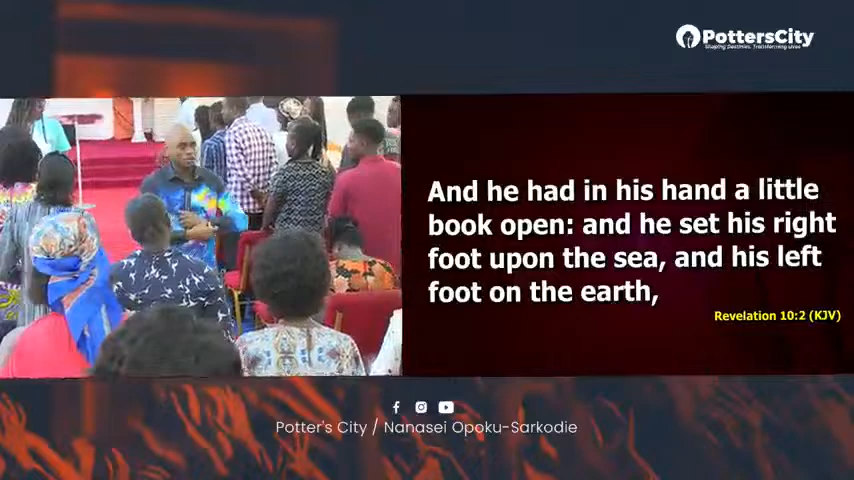 PottersCity
Shaping Destinies, Transforming Lives
And he had in his hand a little
book open: and he set his right
foot upon the sea, and his left
foot on the earth,
Revelation 10:2 (KJV)
Potter's City / Nanasei Opoku-Sarkodie